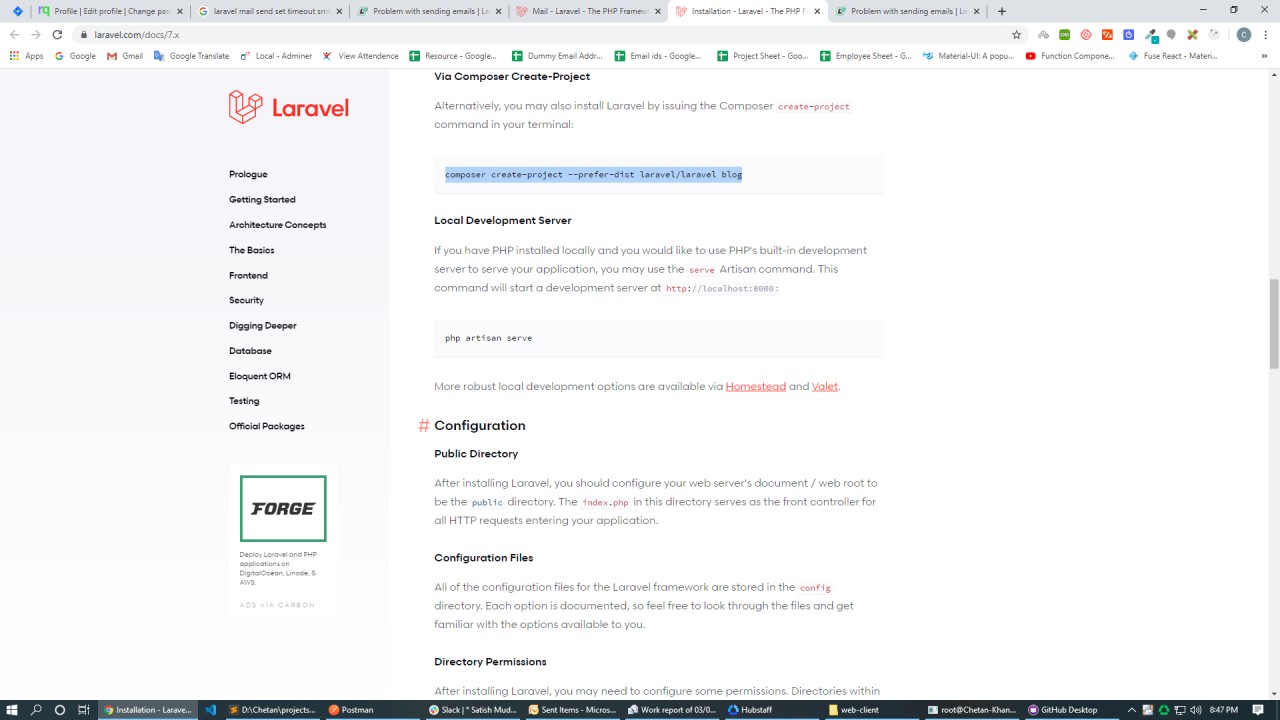 Profile | Edit profile | Change pas
laravel mail send set timeout smt
Problem with sending emails | La
Mail - Laravel - The PHP Framew
Installation - Laravel - The PHP F
Problem with sending emails | La
laravel.com/docs/7.x
Apps
Google
Gmail
Google Translate
Local - Adminer
View Attendence
Resource - Google...
Dummy Email Addr...
Email ids - Google...
Project Sheet - Goo...
Employee Sheet - G...
Material-UI: A popu...
Function Compone...
Fuse React - Materi...
»
Laravel
Prologue
Getting Started
Architecture Concepts
The Basics
Frontend
Security
Digging Deeper
Database
Eloquent ORM
Testing
Official Packages
FORGE
Deploy Laravel and PHP
applications on
DigitalOcean, Linode, &
AWS.
ADS VIA CARBON
Via Composer Create-Project
Alternatively, you may also install Laravel by issuing the Composer create-project
command in your terminal:
composer create-project --prefer-dist laravel/laravel blog
Local Development Server
If you have PHP installed locally and you would like to use PHP's built-in development
server to serve your application, you may use the serve Artisan command. This
command will start a development server at http://localhost:8000:
php artisan serve
More robust local development options are available via Homestead and Valet.
# Configuration
Public Directory
After installing Laravel, you should configure your web server's document / web root to
be the public directory. The index.php in this directory serves as the front controller for
all HTTP requests entering your application.
Configuration Files
All of the configuration files for the Laravel framework are stored in the config
directory. Each option is documented, so feel free to look through the files and get
familiar with the options available to you.
Directory Permissions
After installing Laravel, you may need to configure some permissions. Directories within
Installation - Larave...
D:\Chetan\projects...
Postman
Slack | * Satish Mud...
Sent Items - Micros...
Work report of 03/0...
Hubstaff
web-client
root@Chetan-Khan...
GitHub Desktop
8:47 PM